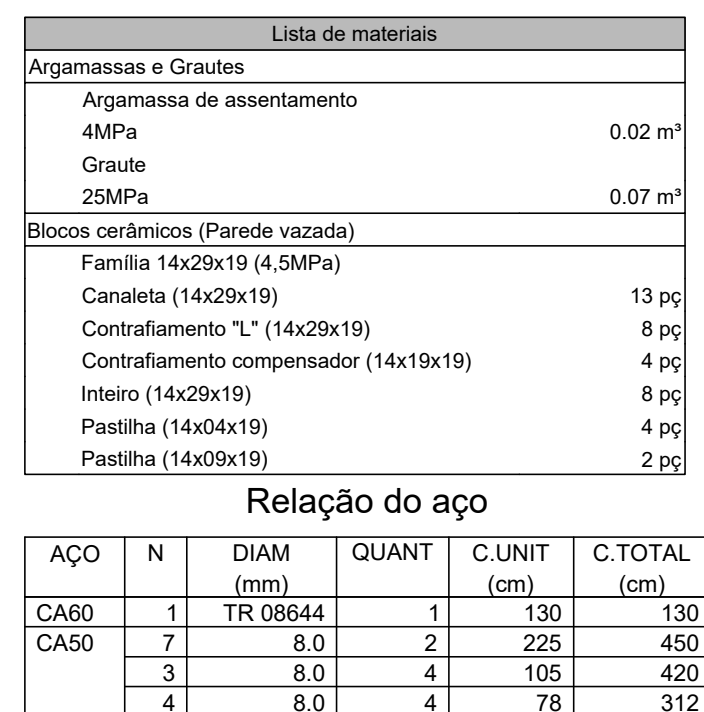 Lista de materiais
Argamassas e Grautes
Argamassa de assentamento
4MPa 0.02 m³
Graute
25MPa 0.07 m³
Blocos cerâmicos (Parede vazada)
Família 14x29x19 (4,5MPa)
Canaleta (14x29x19) 13 pç
Contrafiamento "L" (14x29x19) 8 pç
Contrafiamento compensador (14x19x19) 4 pç
Inteiro (14x29x19) 8 pç
Pastilha (14x04x19) 4 pç
Pastilha (14x09x19) 2 pç
Relação do aço
AÇO N DIAM QUANT C.UNIT C.TOTAL
(mm) (cm) (cm)
CA60 1 TR 08644 1 130 130
CA50 7 8.0 2 225 450
3 8.0 4 105 420
4 8.0 4 78 312